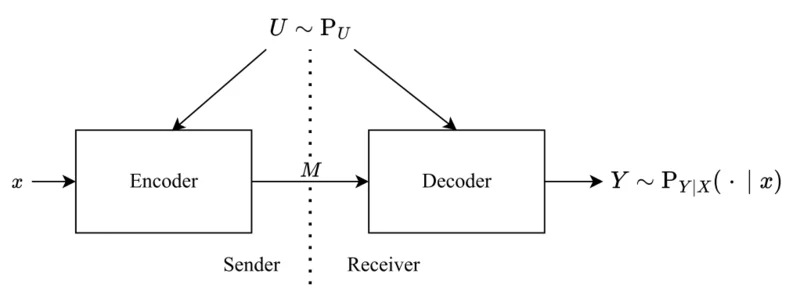 U ∼ P_U
M
x Encoder Decoder Y ∼ P_{Y|X}( · | x)
Sender Receiver